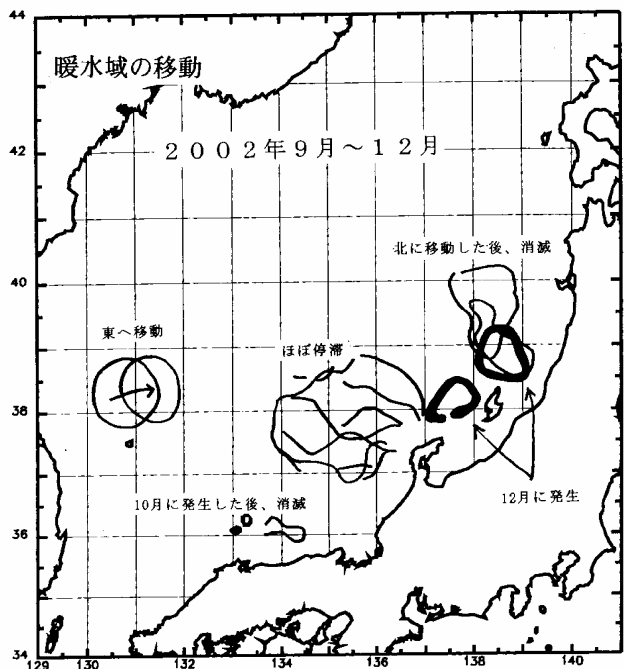 44
暖水域の移動
2002年9月～12月
42
北に移動した後、消滅
40
東へ移動
ほぼ停滞
38
10月に発生した後、消滅
12月に発生
36
34
129 130 132 134 136 138 140